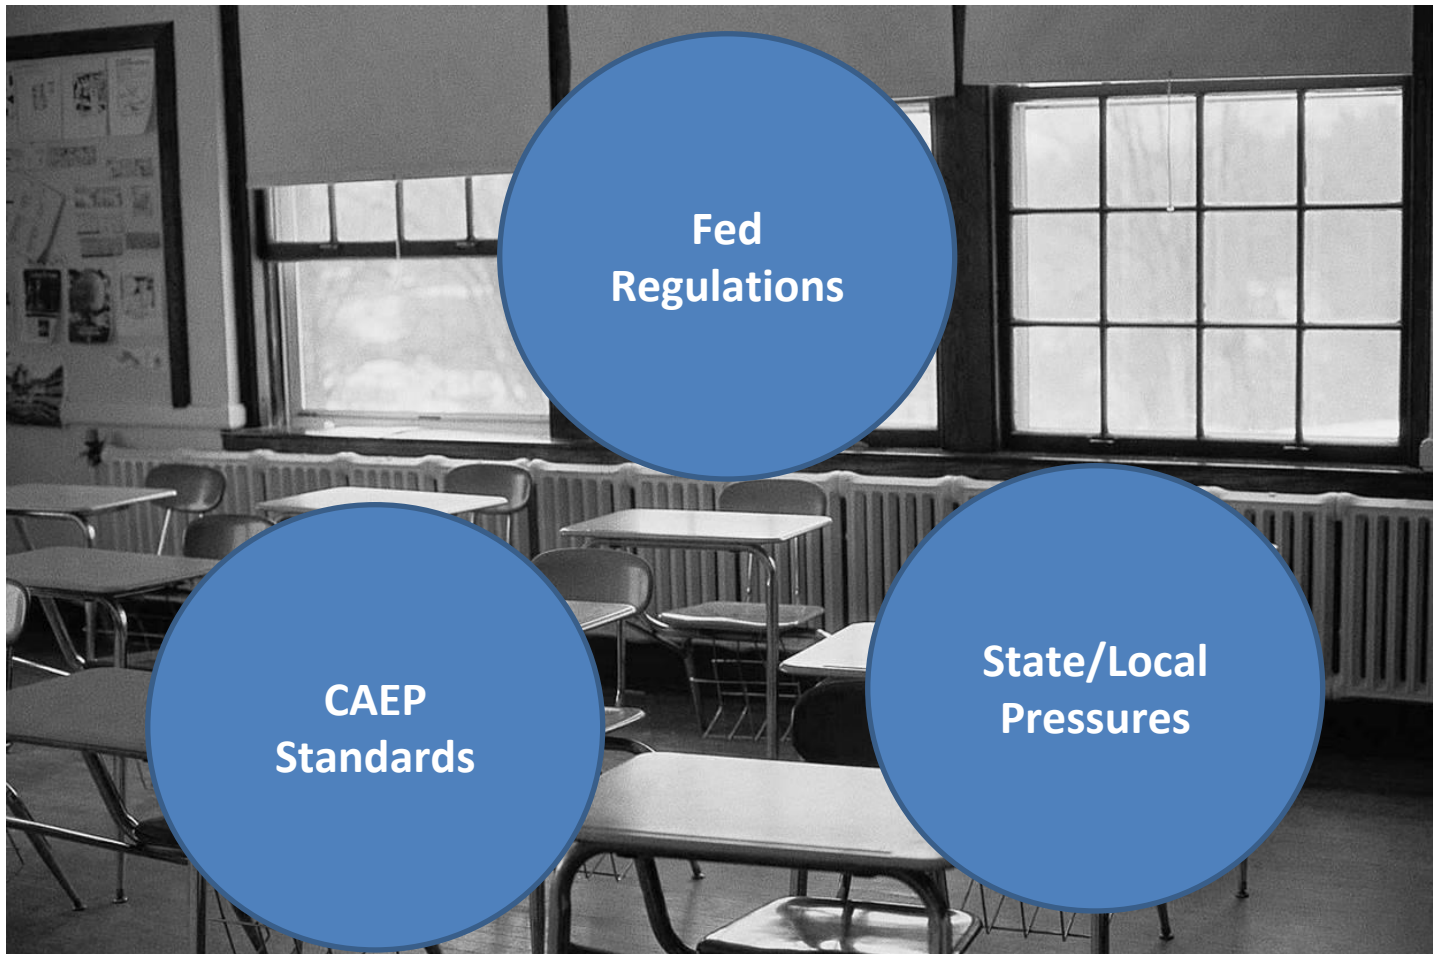 Fed
Regulations
CAEP
Standards
State/Local
Pressures